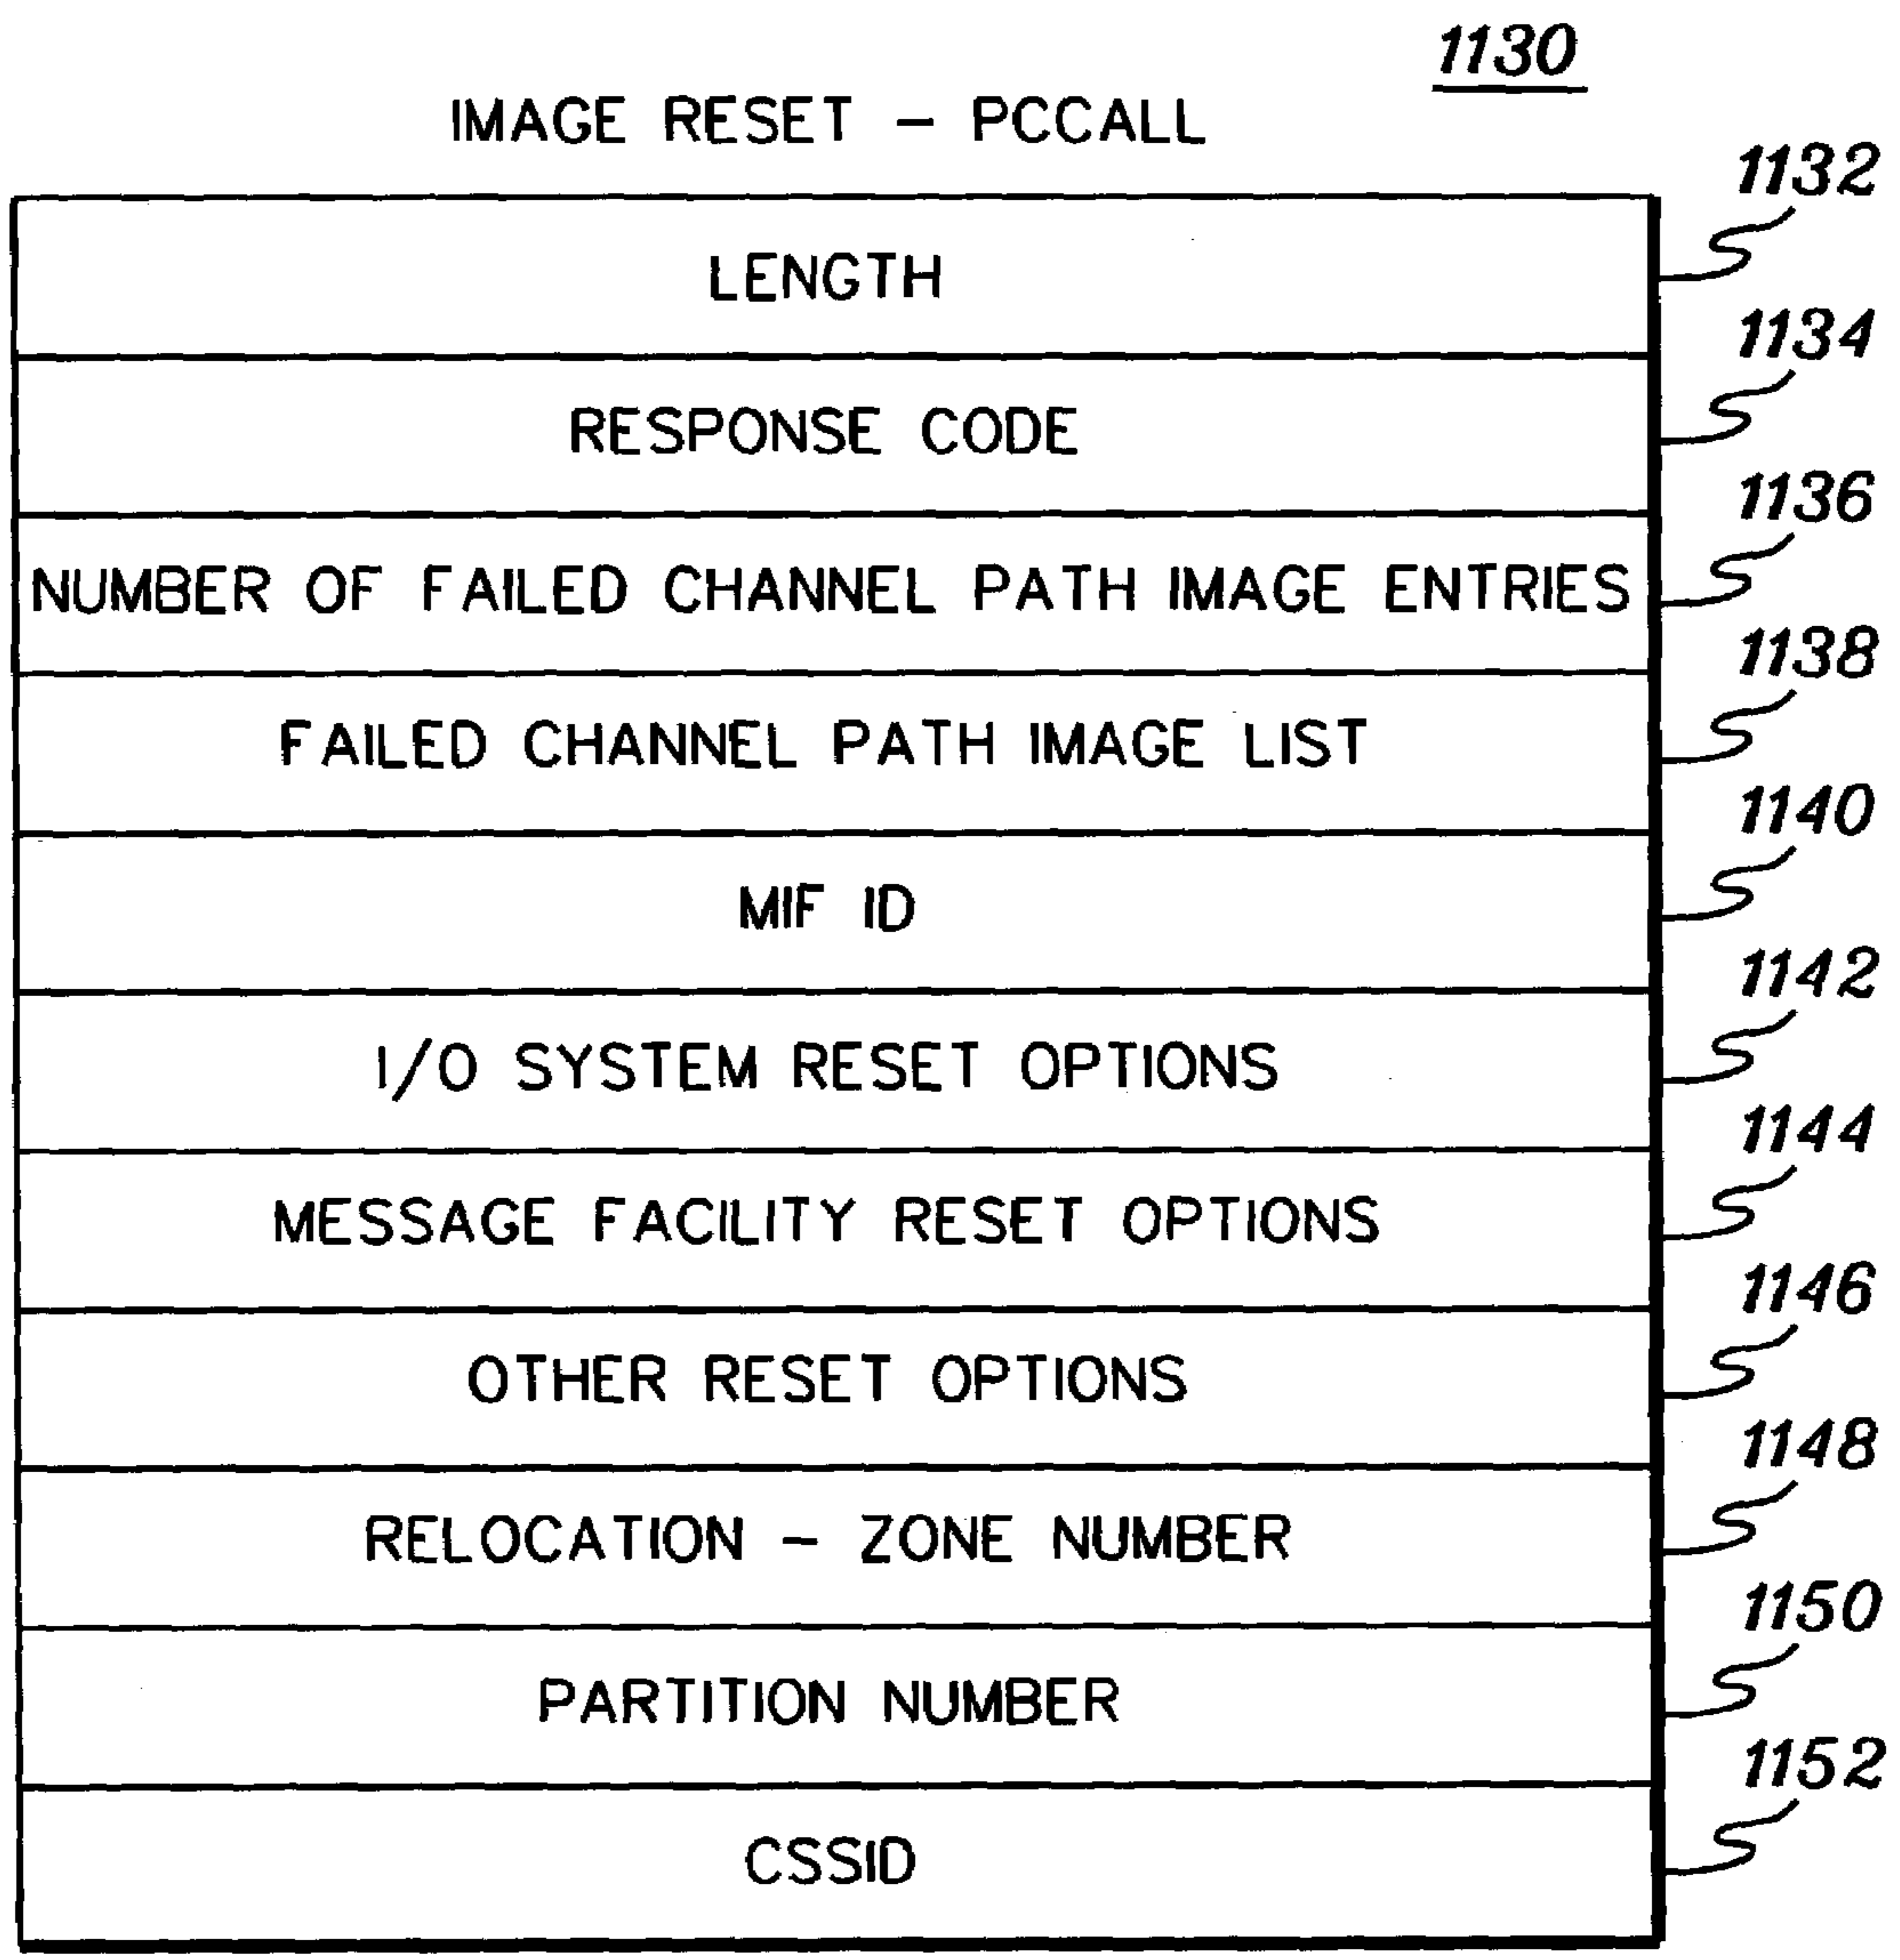 1130
IMAGE RESET - PCCALL
1132
LENGTH
1134
RESPONSE CODE
1136
NUMBER OF FAILED CHANNEL PATH IMAGE ENTRIES
1138
FAILED CHANNEL PATH IMAGE LIST
1140
MIF ID
1142
I/O SYSTEM RESET OPTIONS
1144
MESSAGE FACILITY RESET OPTIONS
1146
OTHER RESET OPTIONS
1148
RELOCATION - ZONE NUMBER
1150
PARTITION NUMBER
1152
CSSID